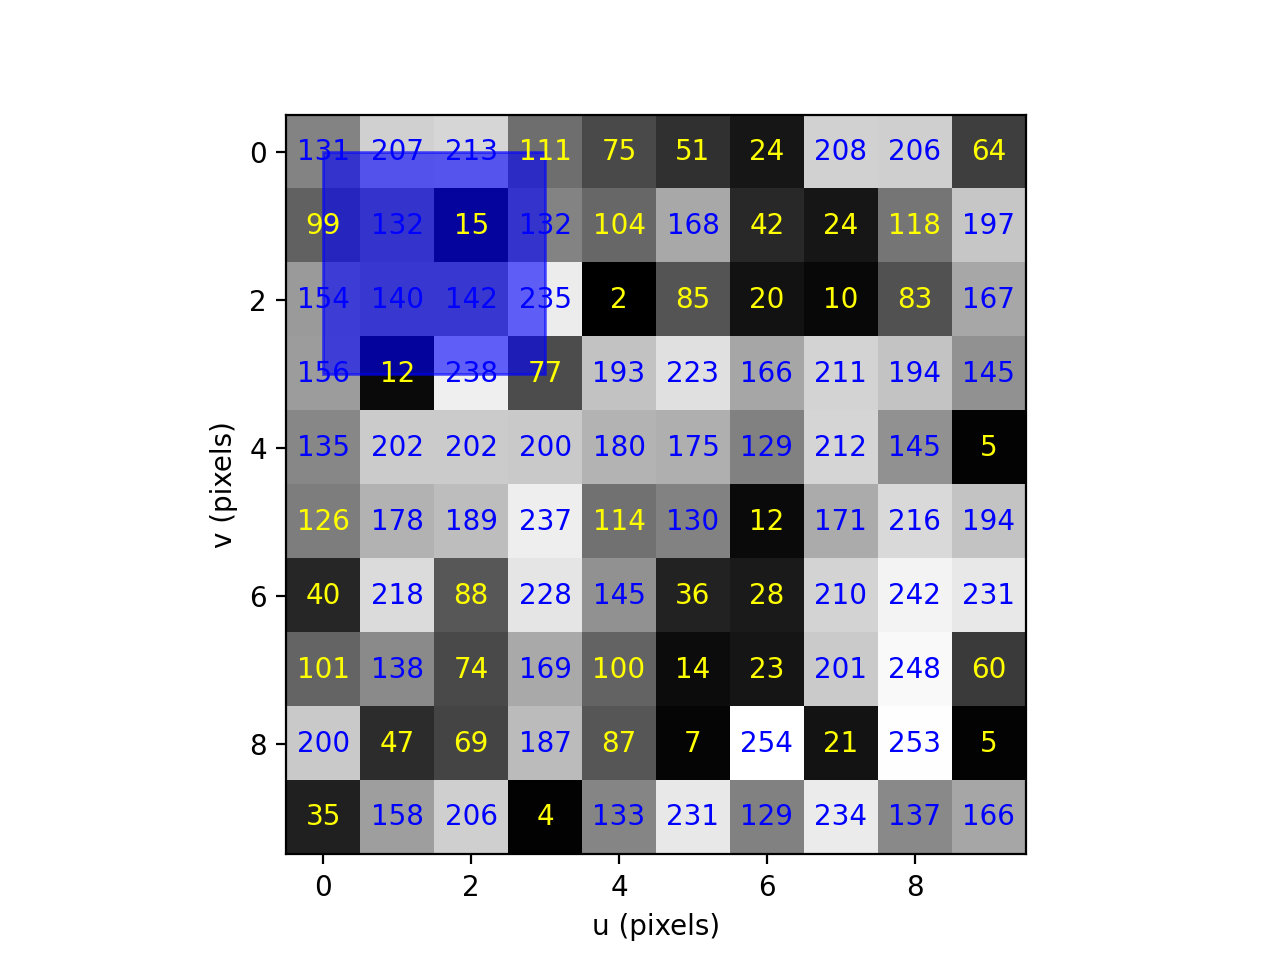 0 131 207 213 111 75 51 24 208 206 64
99 132 15 132 104 168 42 24 118 197
2 154 140 142 235 2 85 20 10 83 167
156 12 238 77 193 223 166 211 194 145
4 135 202 202 200 180 175 129 212 145 5
126 178 189 237 114 130 12 171 216 194
6 40 218 88 228 145 36 28 210 242 231
101 138 74 169 100 14 23 201 248 60
8 200 47 69 187 87 7 254 21 253 5
35 158 206 4 133 231 129 234 137 166
0 2 4 6 8
u (pixels)
v (pixels)